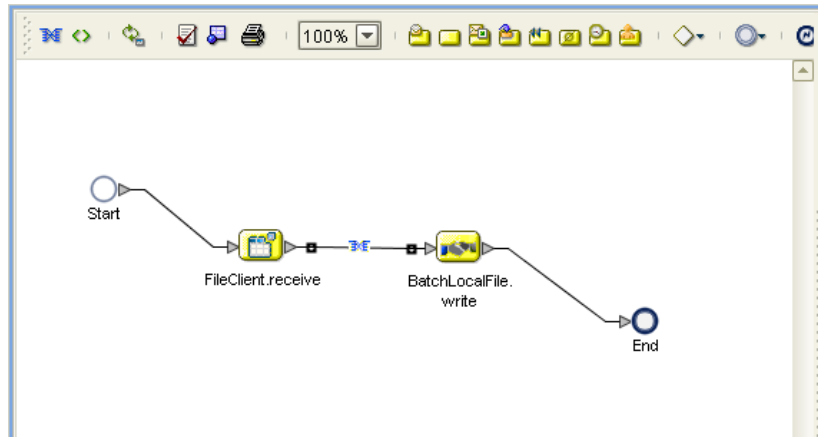 100%
Start
FileClient.receive
BatchLocalFile.
write
End